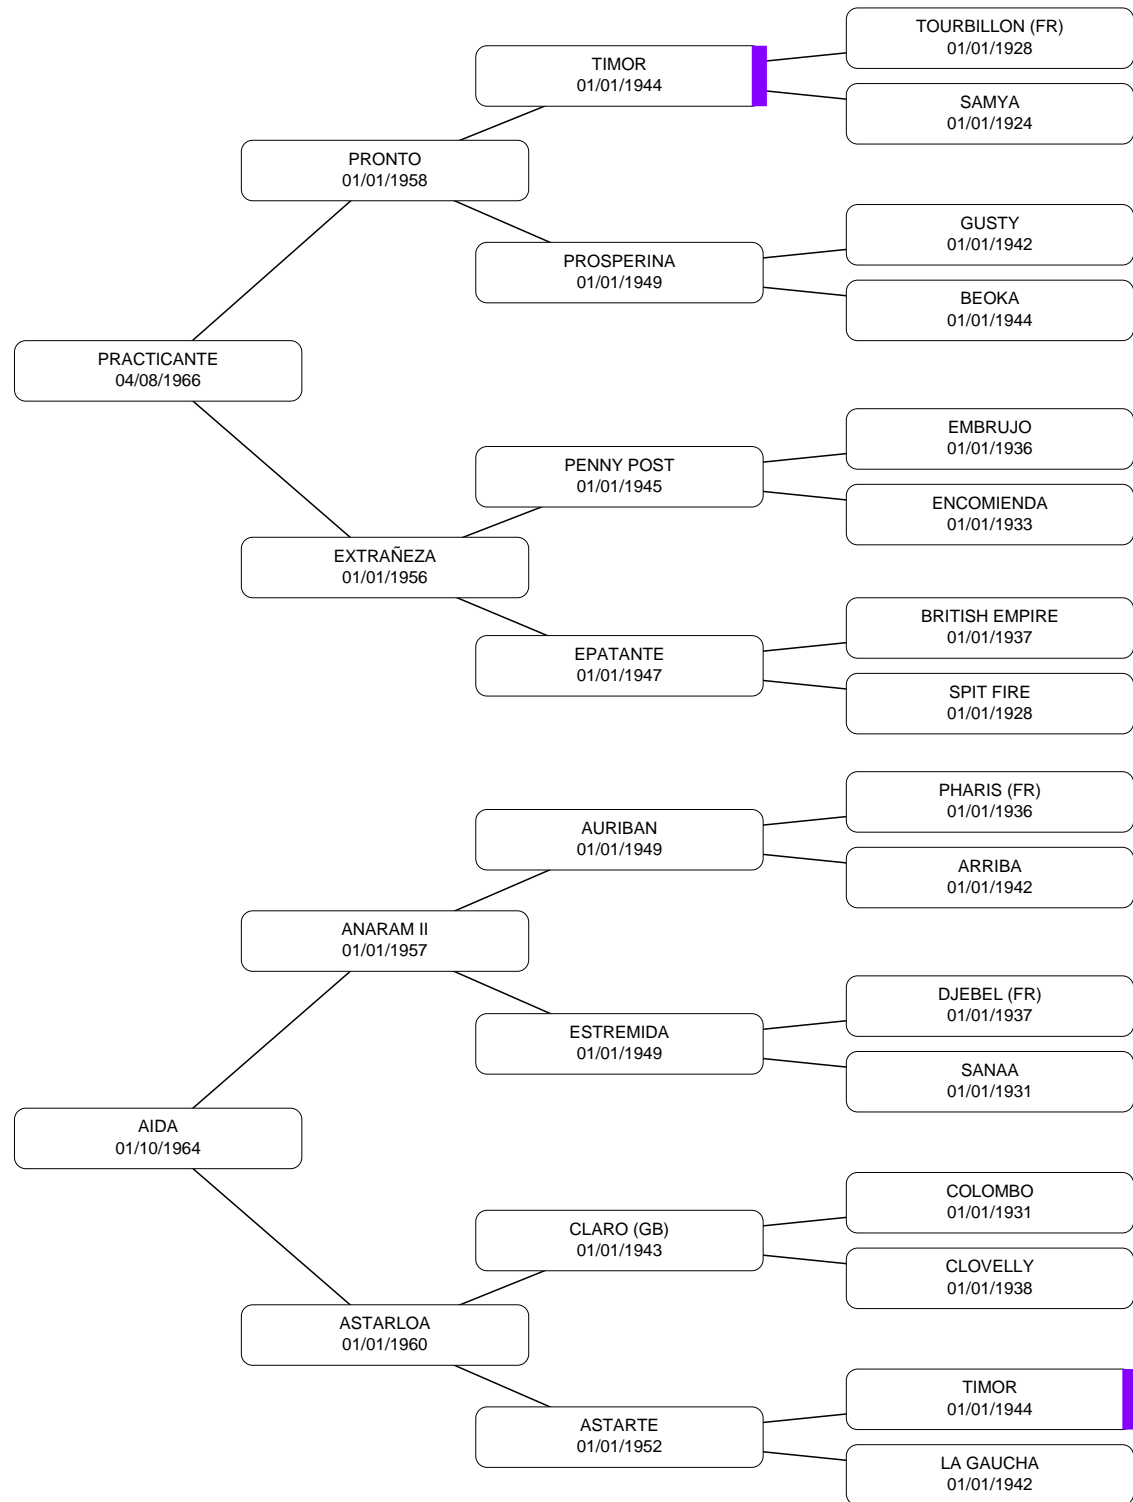 TOURBILLON (FR)
01/01/1928
TIMOR
01/01/1944
SAMYA
01/01/1924
PRONTO
01/01/1958
GUSTY
01/01/1942
PROSPERINA
01/01/1949
BEOKA
01/01/1944
PRACTICANTE
04/08/1966
EMBRUJO
01/01/1936
PENNY POST
01/01/1945
ENCOMIENDA
01/01/1933
EXTRAÑEZA
01/01/1956
BRITISH EMPIRE
01/01/1937
EPATANTE
01/01/1947
SPIT FIRE
01/01/1928
PHARIS (FR)
01/01/1936
AURIBAN
01/01/1949
ARRIBA
01/01/1942
ANARAM II
01/01/1957
DJEBEL (FR)
01/01/1937
ESTREMIDA
01/01/1949
SANAA
01/01/1931
AIDA
01/10/1964
COLOMBO
01/01/1931
CLARO (GB)
01/01/1943
CLOVELLY
01/01/1938
ASTARLOA
01/01/1960
TIMOR
01/01/1944
ASTARTE
01/01/1952
LA GAUCHA
01/01/1942